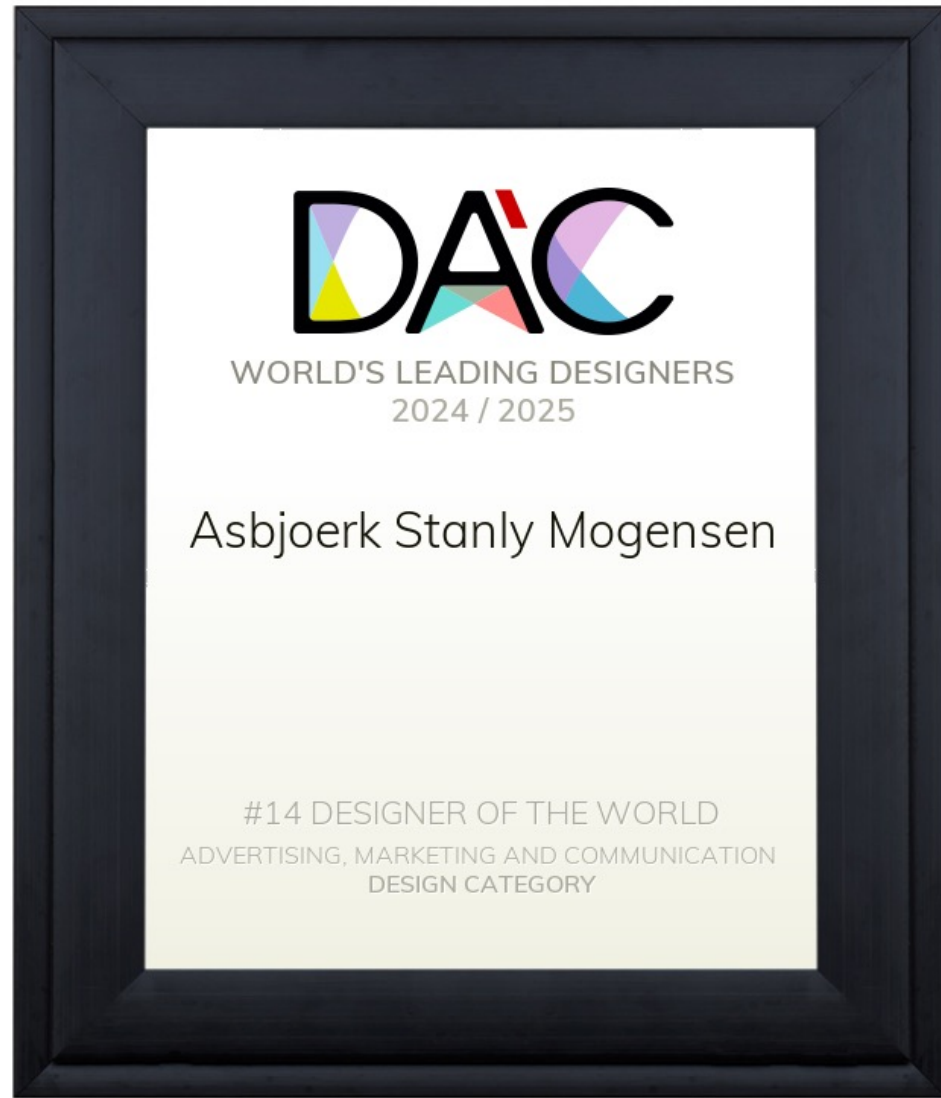 DA'C
WORLD'S LEADING DESIGNERS
2024 / 2025
Asbjoerk Stanly Mogensen
#14 DESIGNER OF THE WORLD
ADVERTISING, MARKETING AND COMMUNICATION
DESIGN CATEGORY